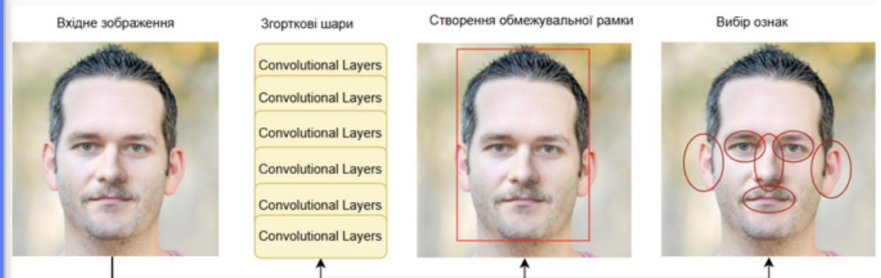 Вхідне зображення
Згорткові шари
Створення обмежувальної рамки
Вибір ознак
Convolutional Layers
Convolutional Layers
Convolutional Layers
Convolutional Layers
Convolutional Layers
Convolutional Layers